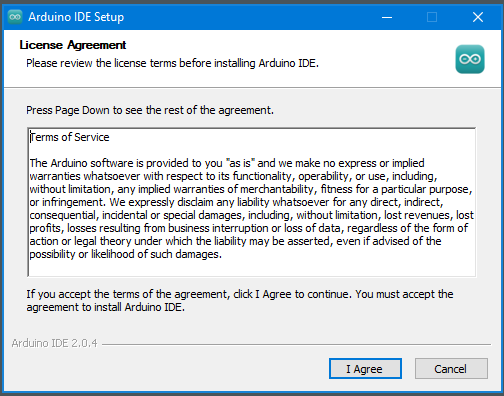 Arduino IDE Setup
License Agreement
Please review the license terms before installing Arduino IDE.
Press Page Down to see the rest of the agreement.
Terms of Service
The Arduino software is provided to you "as is" and we make no express or implied
warranties whatsoever with respect to its functionality, operability, or use, including,
without limitation, any implied warranties of merchantability, fitness for a particular purpose,
or infringement. We expressly disclaim any liability whatsoever for any direct, indirect,
consequential, incidental or special damages, including, without limitation, lost revenues, lost
profits, losses resulting from business interruption or loss of data, regardless of the form of
action or legal theory under which the liability may be asserted, even if advised of the
possibility or likelihood of such damages.
If you accept the terms of the agreement, click I Agree to continue. You must accept the
agreement to install Arduino IDE.
Arduino IDE 2.0.4
I Agree
Cancel